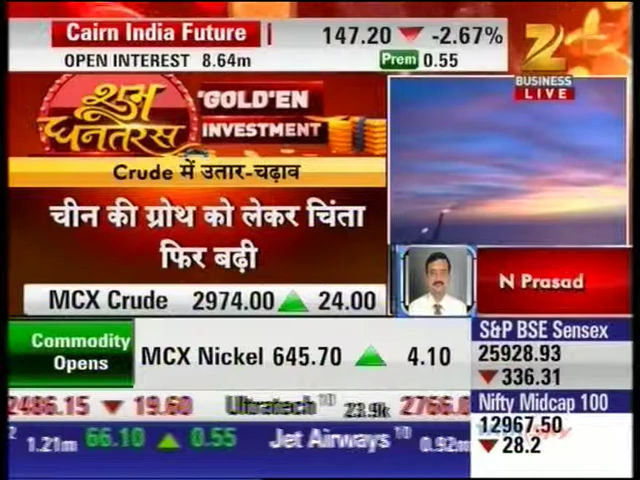 Cairn India Future
147.20 -2.67%
OPEN INTEREST 8.64m
Prem 0.55
Z
BUSINESS
LIVE
शुभ
धनतेरस
'GOLD'EN
INVESTMENT
Crude में उतार-चढ़ाव
चीन की ग्रोथ को लेकर चिंता
फिर बढ़ी
MCX Crude 2974.00 24.00
N Prasad
Commodity
Opens
MCX Nickel 645.70 4.10
S&P BSE Sensex
25928.93
336.31
Nifty Midcap 100
12967.50
28.2
2486.15 19.60 Ultratech 23.9k 2766.0
1.21m 66.10 0.55 Jet Airways 0.92m